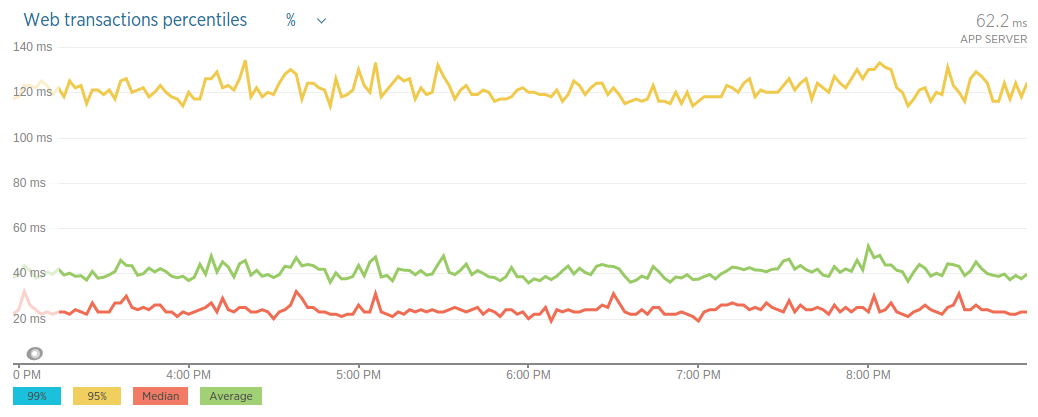 Web transactions percentiles %
62.2 ms
APP SERVER
140 ms
120 ms
100 ms
80 ms
60 ms
40 ms
20 ms
0 PM 4:00 PM 5:00 PM 6:00 PM 7:00 PM 8:00 PM
99% 95% Median Average